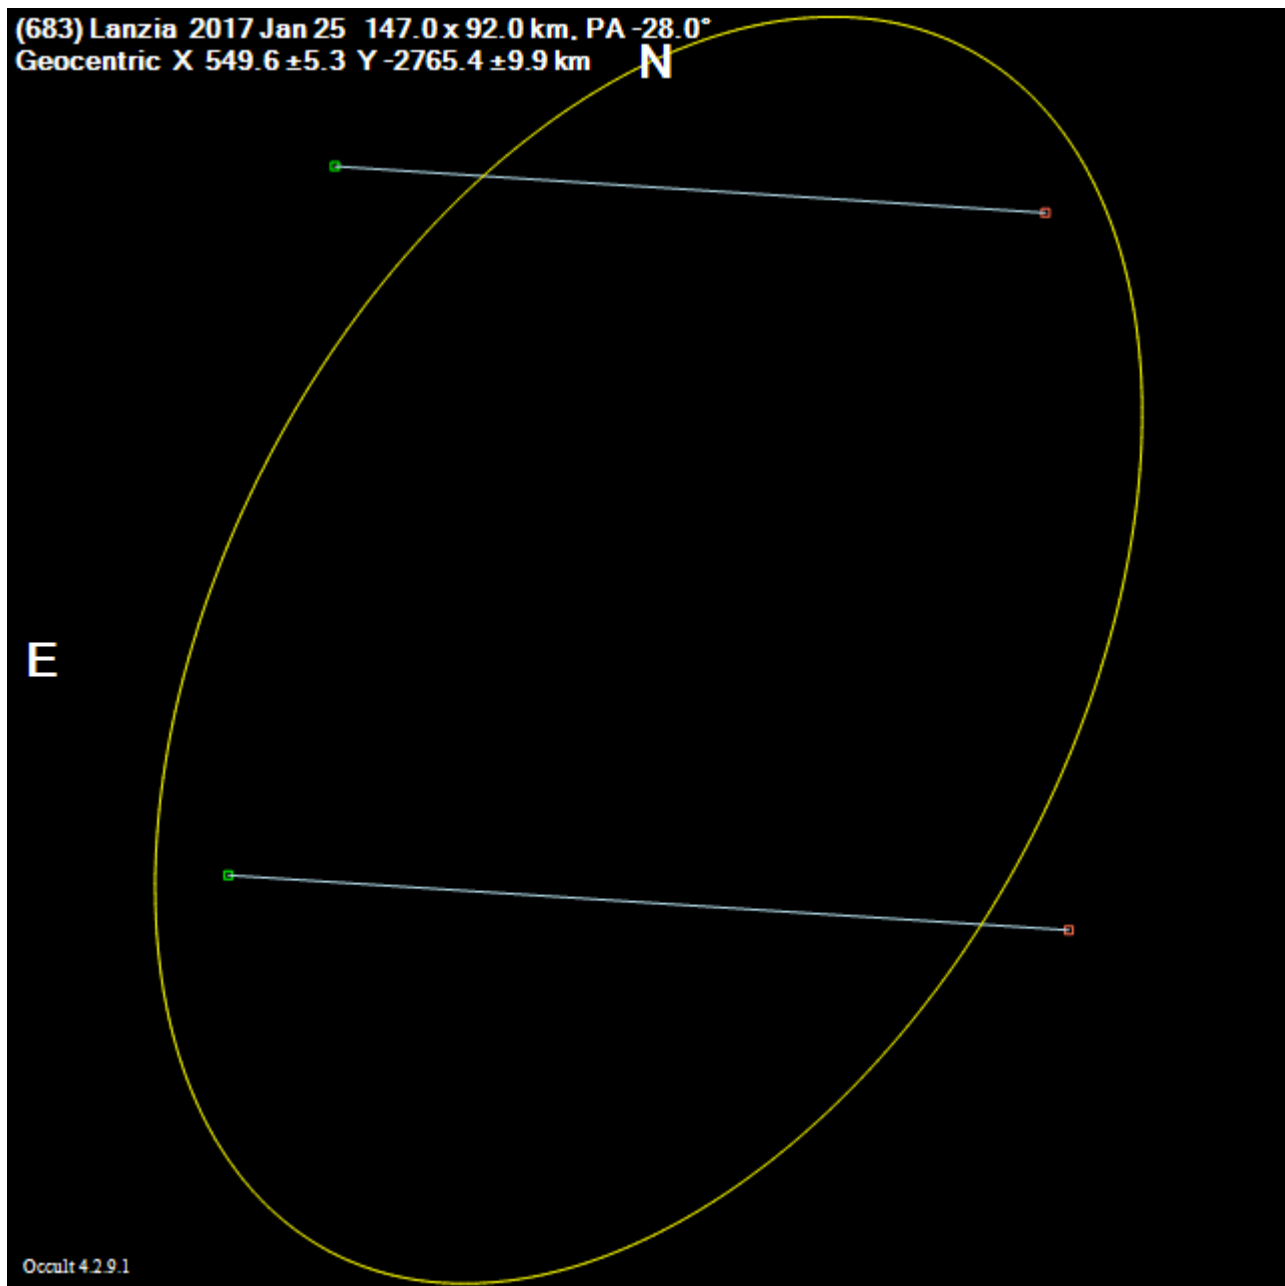 (683) Lanzia 2017 Jan 25 147.0 x 92.0 km, PA -28.0°
Geocentric X 549.6 ±5.3 Y -2765.4 ±9.9 km
N
E
Occult 4.2.9.1